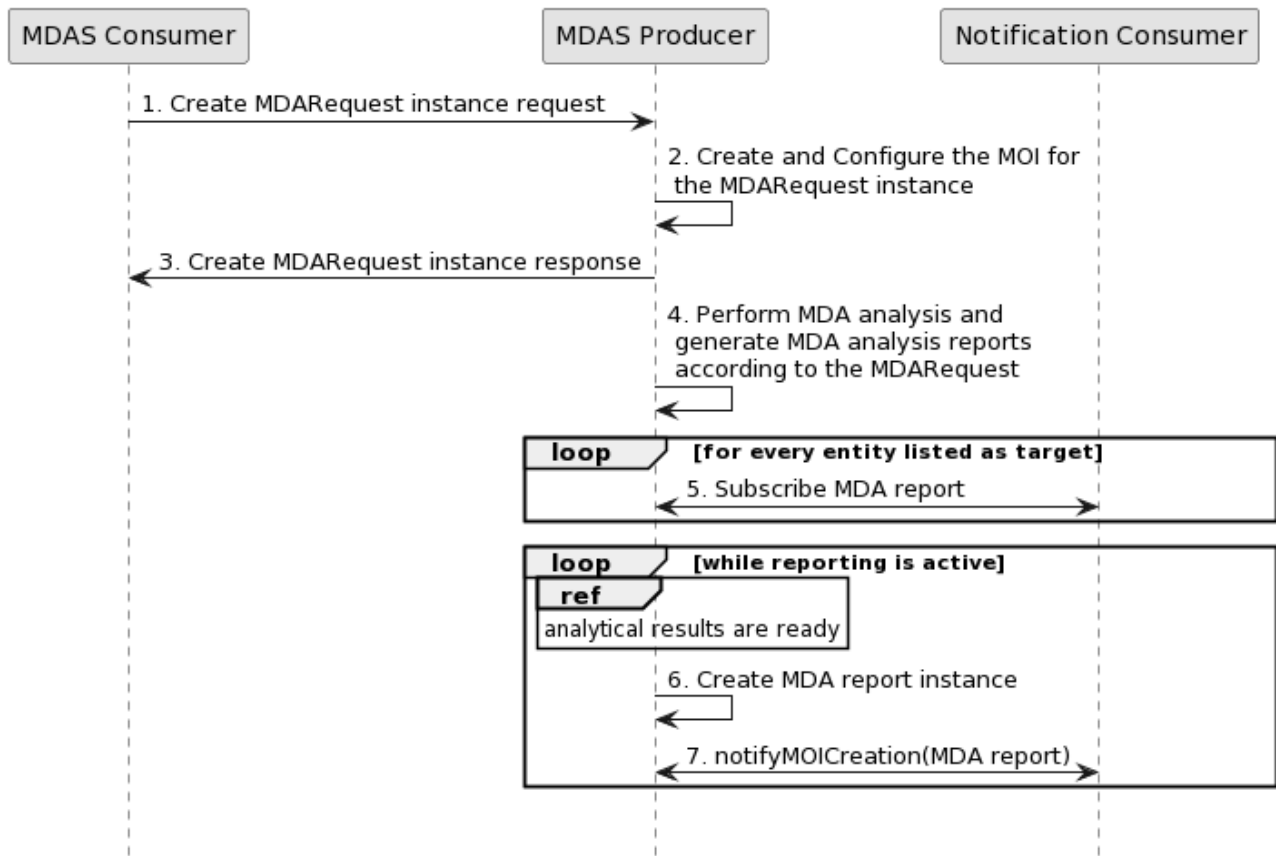 MDAS Consumer
MDAS Producer
Notification Consumer
1. Create MDARequest instance request
2. Create and Configure the MOI for
the MDARequest instance
3. Create MDARequest instance response
4. Perform MDA analysis and
generate MDA analysis reports
according to the MDARequest
loop [for every entity listed as target]
5. Subscribe MDA report
loop [while reporting is active]
ref
analytical results are ready
6. Create MDA report instance
7. notifyMOICreation(MDA report)